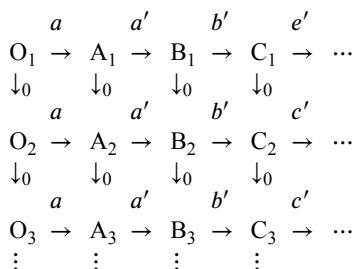 a a′ b′ e′
O₁ → A₁ → B₁ → C₁ → ⋯
↓₀ ↓₀ ↓₀ ↓₀
a a′ b′ c′
O₂ → A₂ → B₂ → C₂ → ⋯
↓₀ ↓₀ ↓₀ ↓₀
a a′ b′ c′
O₃ → A₃ → B₃ → C₃ → ⋯
⋮ ⋮ ⋮ ⋮